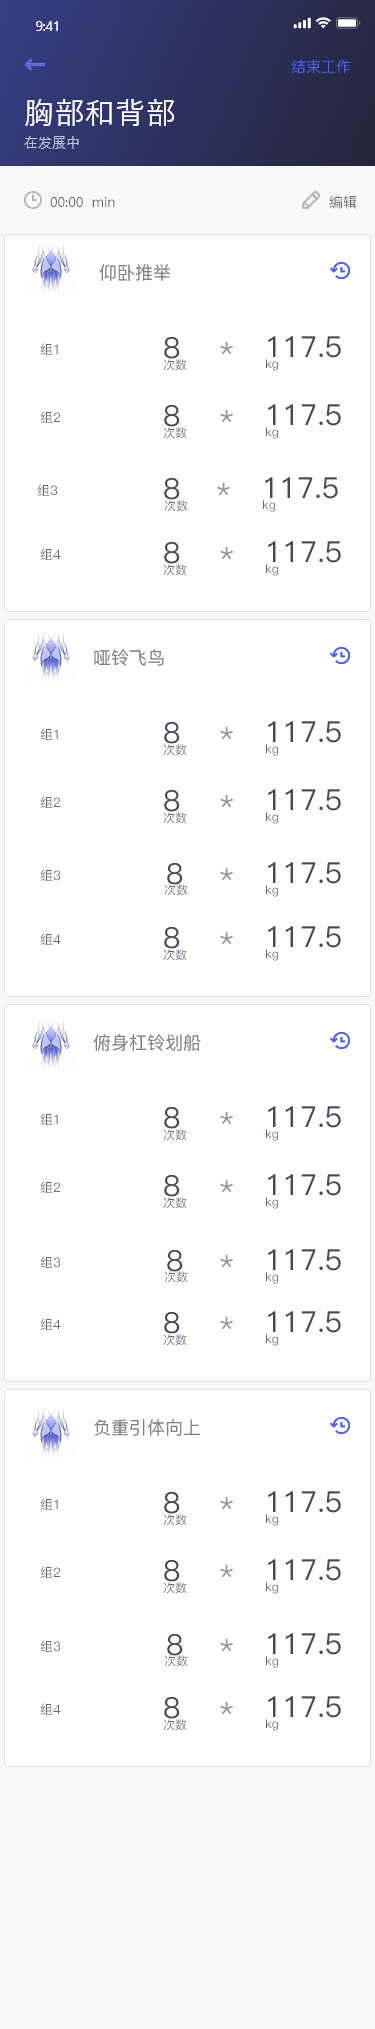 9:41
结束工作
胸部和背部
在发展中
00:00 min 编辑
仰卧推举
组1 8 * 117.5
次数 kg
组2 8 * 117.5
次数 kg
组3 8 * 117.5
次数 kg
组4 8 * 117.5
次数 kg
哑铃飞鸟
组1 8 * 117.5
次数 kg
组2 8 * 117.5
次数 kg
组3 8 * 117.5
次数 kg
组4 8 * 117.5
次数 kg
俯身杠铃划船
组1 8 * 117.5
次数 kg
组2 8 * 117.5
次数 kg
组3 8 * 117.5
次数 kg
组4 8 * 117.5
次数 kg
负重引体向上
组1 8 * 117.5
次数 kg
组2 8 * 117.5
次数 kg
组3 8 * 117.5
次数 kg
组4 8 * 117.5
次数 kg